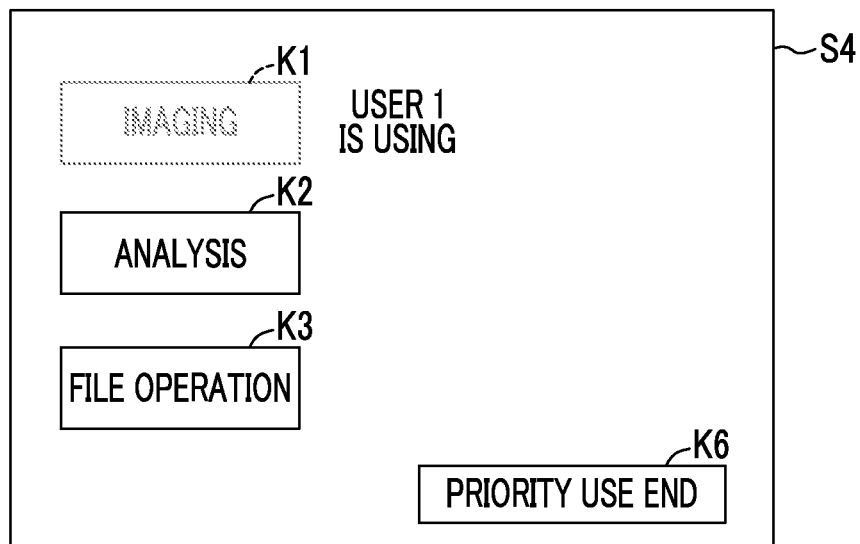 K1
S4
IMAGING
USER 1
IS USING
K2
ANALYSIS
K3
FILE OPERATION
K6
PRIORITY USE END